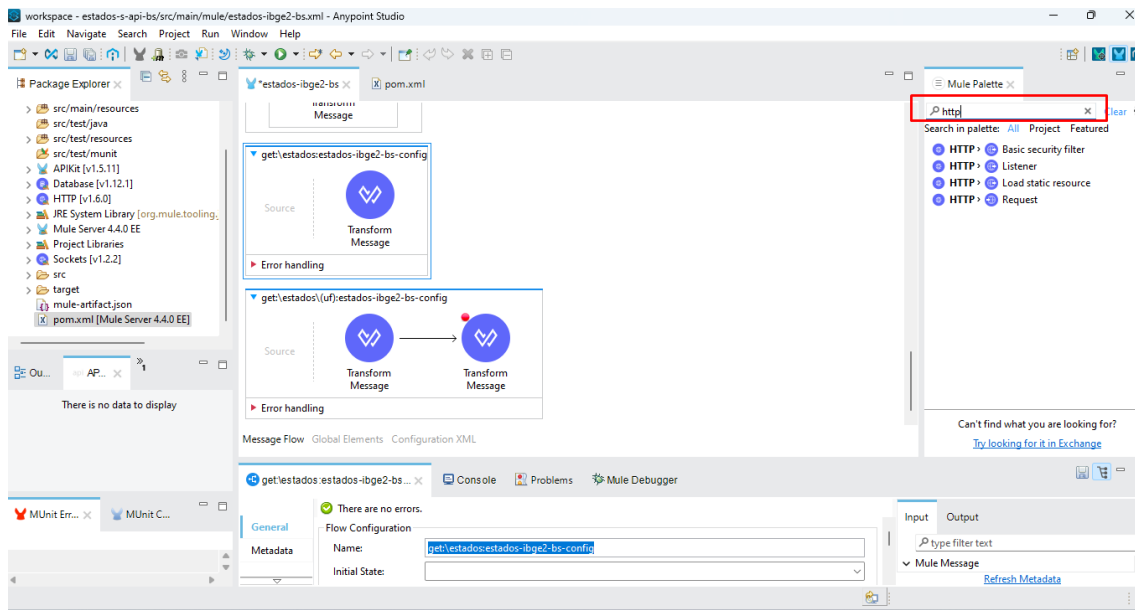 workspace - estados-s-api-bs/src/main/mule/estados-ibge2-bs.xml - Anypoint Studio
File Edit Navigate Search Project Run Window Help
Package Explorer
src/main/resources
src/test/java
src/test/resources
src/test/munit
APIKit [v1.5.11]
Database [v1.12.1]
HTTP [v1.6.0]
JRE System Library [org.mule.tooling.
Mule Server 4.4.0 EE
Project Libraries
Sockets [v1.2.2]
src
target
mule-artifact.json
pom.xml [Mule Server 4.4.0 EE]
Ou...
api AP...
1
There is no data to display
MUnit Err...
MUnit C...
*estados-ibge2-bs
pom.xml
Transform
Message
get:\estados:estados-ibge2-bs-config
Source
Transform
Message
Error handling
get:\estados\(uf):estados-ibge2-bs-config
Source
Transform
Message
Transform
Message
Error handling
Message Flow Global Elements Configuration XML
Mule Palette
http
Clear
Search in palette: All Project Featured
HTTP › Basic security filter
HTTP › Listener
HTTP › Load static resource
HTTP › Request
Can't find what you are looking for?
Try looking for it in Exchange
get:\estados:estados-ibge2-bs...
Console
Problems
Mule Debugger
There are no errors.
General
Metadata
Flow Configuration
Name: get:\estados:estados-ibge2-bs-config
Initial State:
Input Output
type filter text
Mule Message
Refresh Metadata